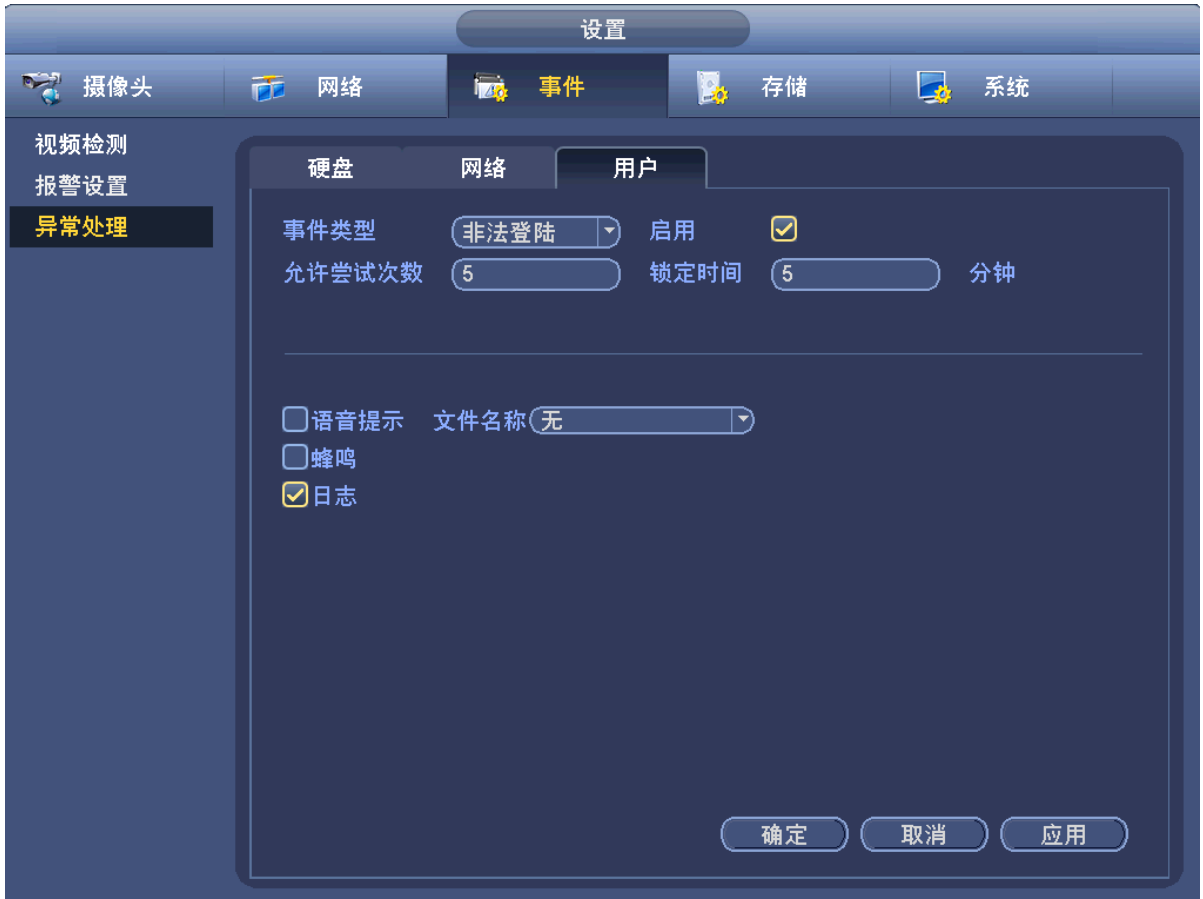 设置
摄像头 网络 事件 存储 系统
视频检测
报警设置
异常处理
硬盘 网络 用户
事件类型 非法登陆 启用
允许尝试次数 5 锁定时间 5 分钟
语音提示 文件名称 无
蜂鸣
日志
确定 取消 应用